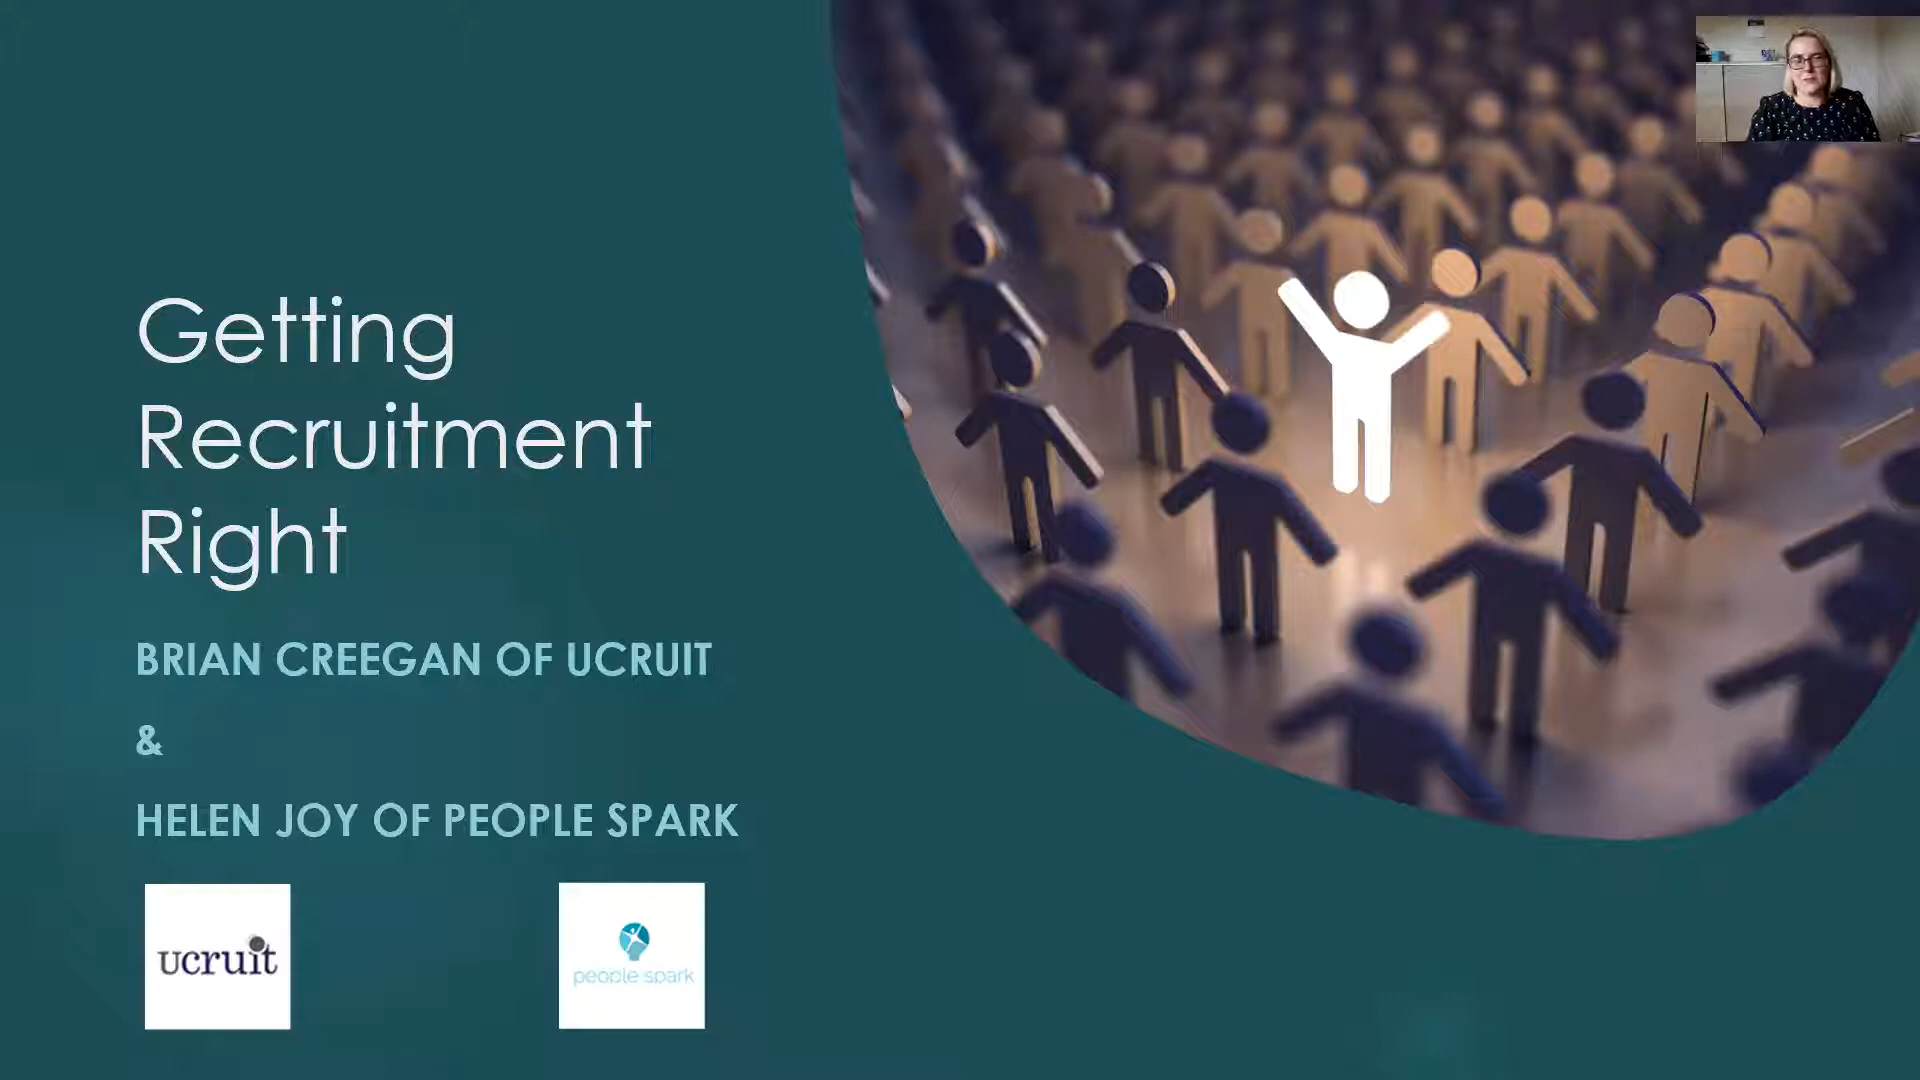 Getting
Recruitment
Right
BRIAN CREEGAN OF UCRUIT
&
HELEN JOY OF PEOPLE SPARK
ucruit
people spark